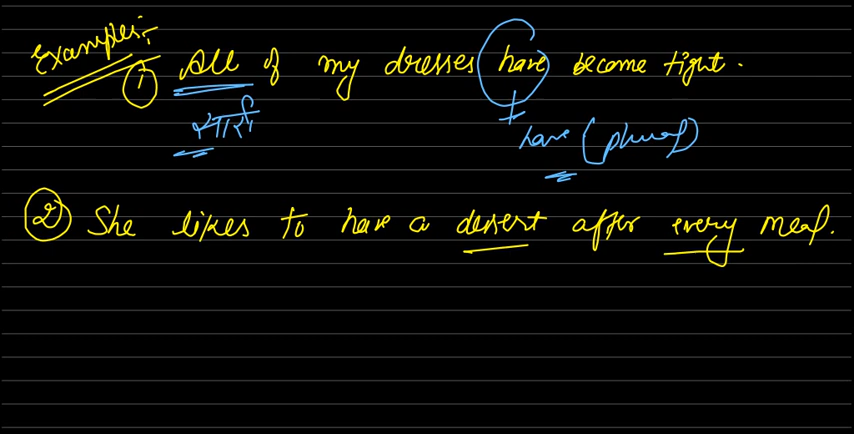 Examples:-
① All of my dresses have become tight.
सारी
have (plural)
② She likes to have a desert after every meal.